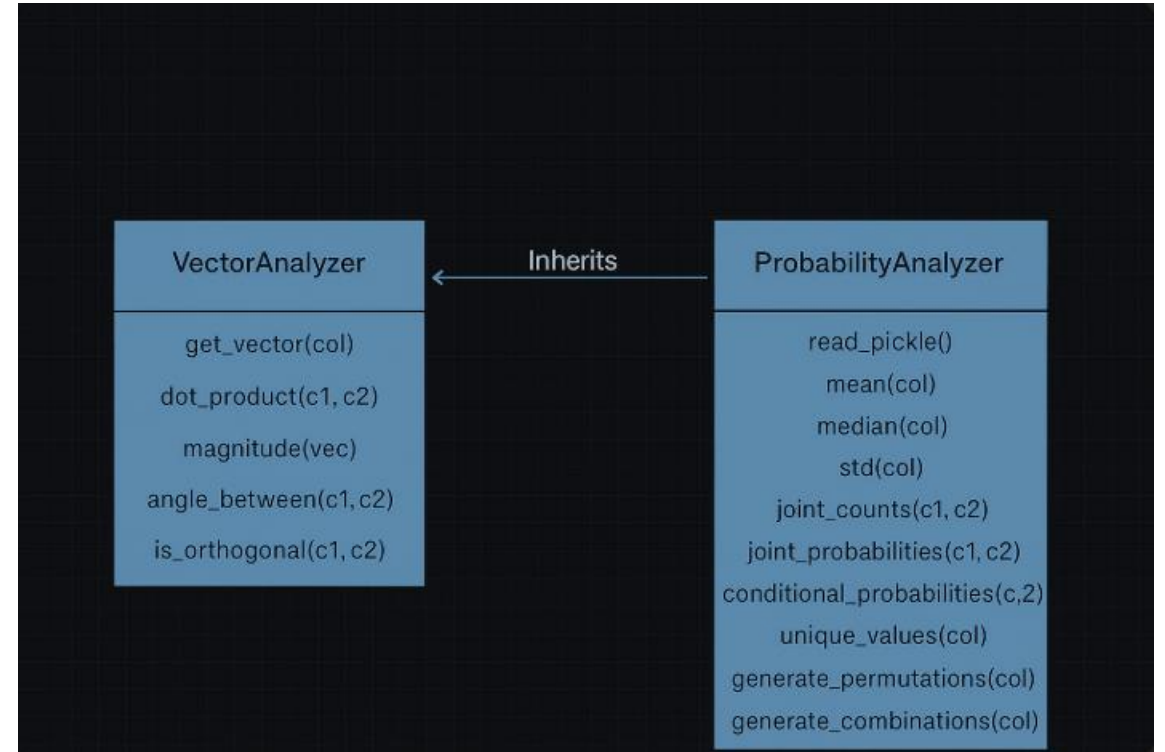 VectorAnalyzer
get_vector(col)
dot_product(c1, c2)
magnitude(vec)
angle_between(c1, c2)
is_orthogonal(c1, c2)
Inherits
ProbabilityAnalyzer
read_pickle()
mean(col)
median(col)
std(col)
joint_counts(c1, c2)
joint_probabilities(c1, c2)
conditional_probabilities(c,2)
unique_values(col)
generate_permutations(col)
generate_combinations(col)